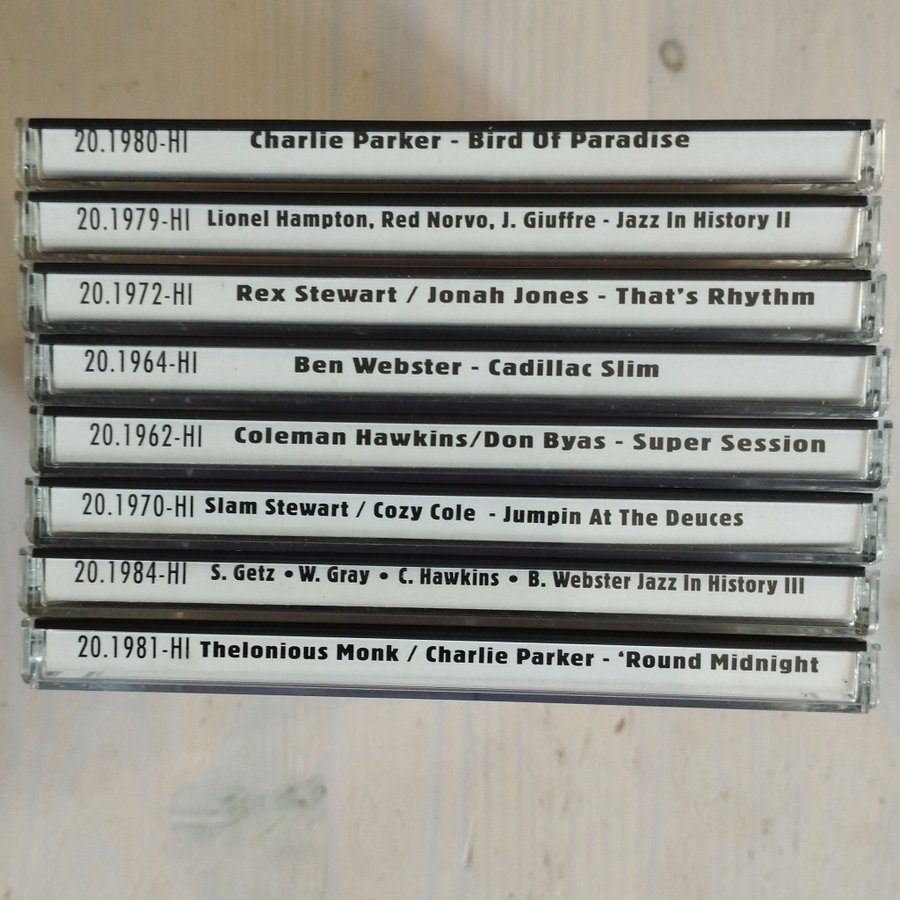 20.1980-HI Charlie Parker - Bird Of Paradise
20.1979-HI Lionel Hampton, Red Norvo, J. Giuffre - Jazz In History II
20.1972-HI Rex Stewart / Jonah Jones - That's Rhythm
20.1964-HI Ben Webster - Cadillac Slim
20.1962-HI Coleman Hawkins/Don Byas - Super Session
20.1970-HI Slam Stewart / Cozy Cole - Jumpin At The Deuces
20.1984-HI S. Getz • W. Gray • C. Hawkins • B. Webster Jazz In History III
20.1981-HI Thelonious Monk / Charlie Parker - ‘Round Midnight